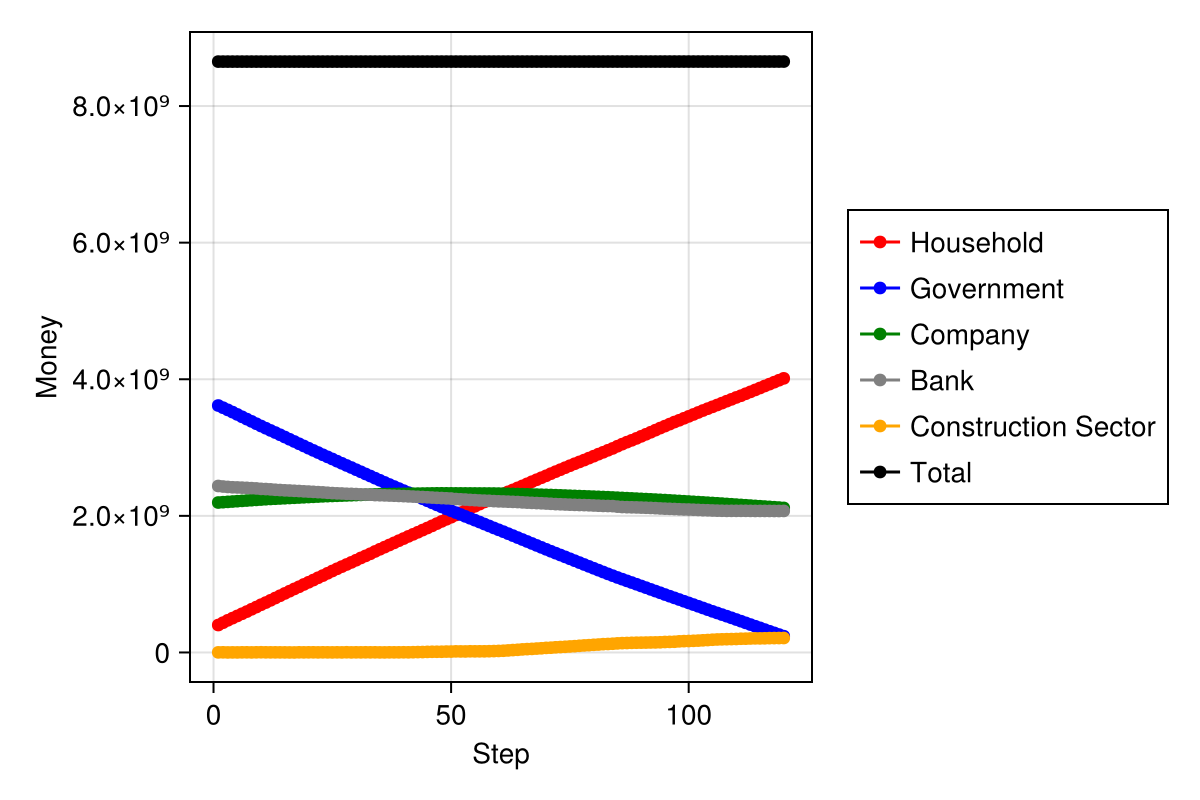 8.0×10⁹
6.0×10⁹
4.0×10⁹
2.0×10⁹
0
Money
0 50 100
Step
Household
Government
Company
Bank
Construction Sector
Total